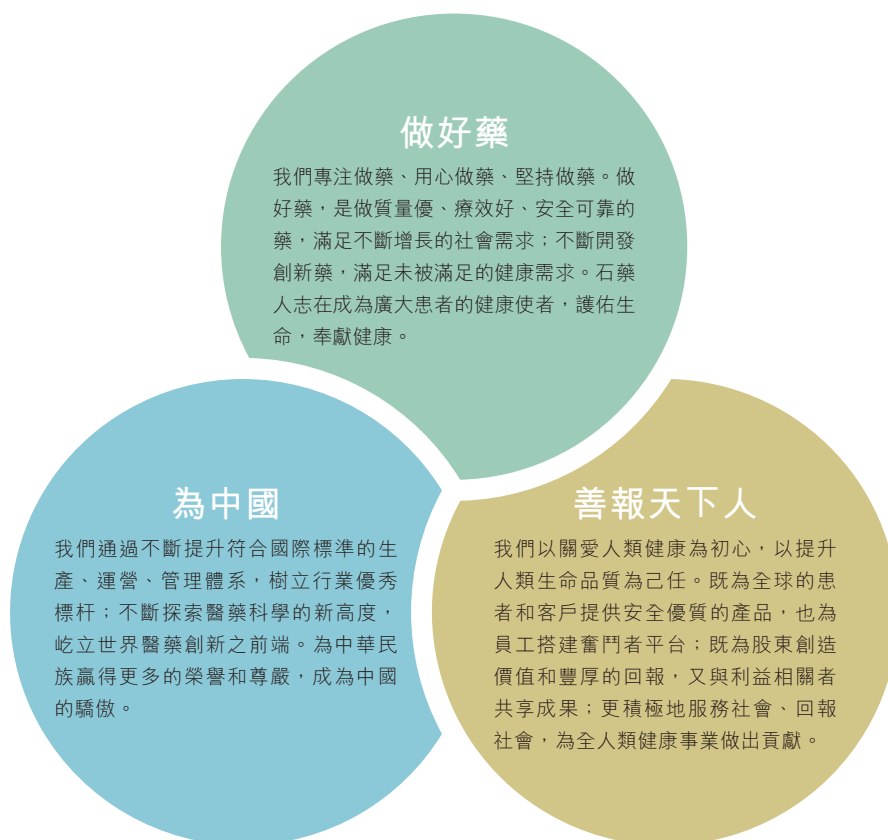 做好藥
我們專注做藥、用心做藥、堅持做藥。做
好藥，是做質量優、療效好、安全可靠的
藥，滿足不斷增長的社會需求；不斷開發
創新藥，滿足未被滿足的健康需求。石藥
人志在成為廣大患者的健康使者，護佑生
命，奉獻健康。
為中國
我們通過不斷提升符合國際標準的生
產、運營、管理體系，樹立行業優秀
標杆；不斷探索醫藥科學的新高度，
屹立世界醫藥創新之前端。為中華民
族贏得更多的榮譽和尊嚴，成為中國
的驕傲。
善報天下人
我們以關愛人類健康為初心，以提升
人類生命品質為己任。既為全球的患
者和客戶提供安全優質的產品，也為
員工搭建奮鬥者平台；既為股東創造
價值和豐厚的回報，又與利益相關者
共享成果；更積極地服務社會、回報
社會，為全人類健康事業做出貢獻。